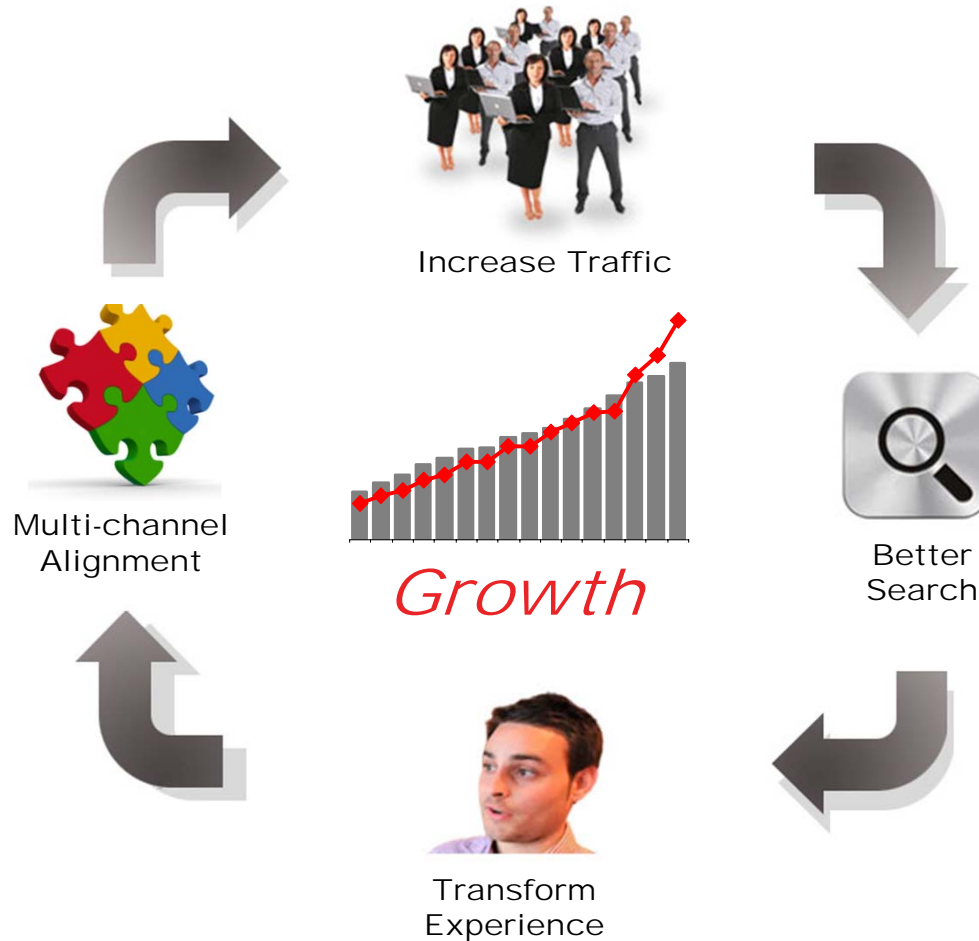 Increase Traffic
Multi-channel
Alignment
Better
Search
Growth
Transform
Experience